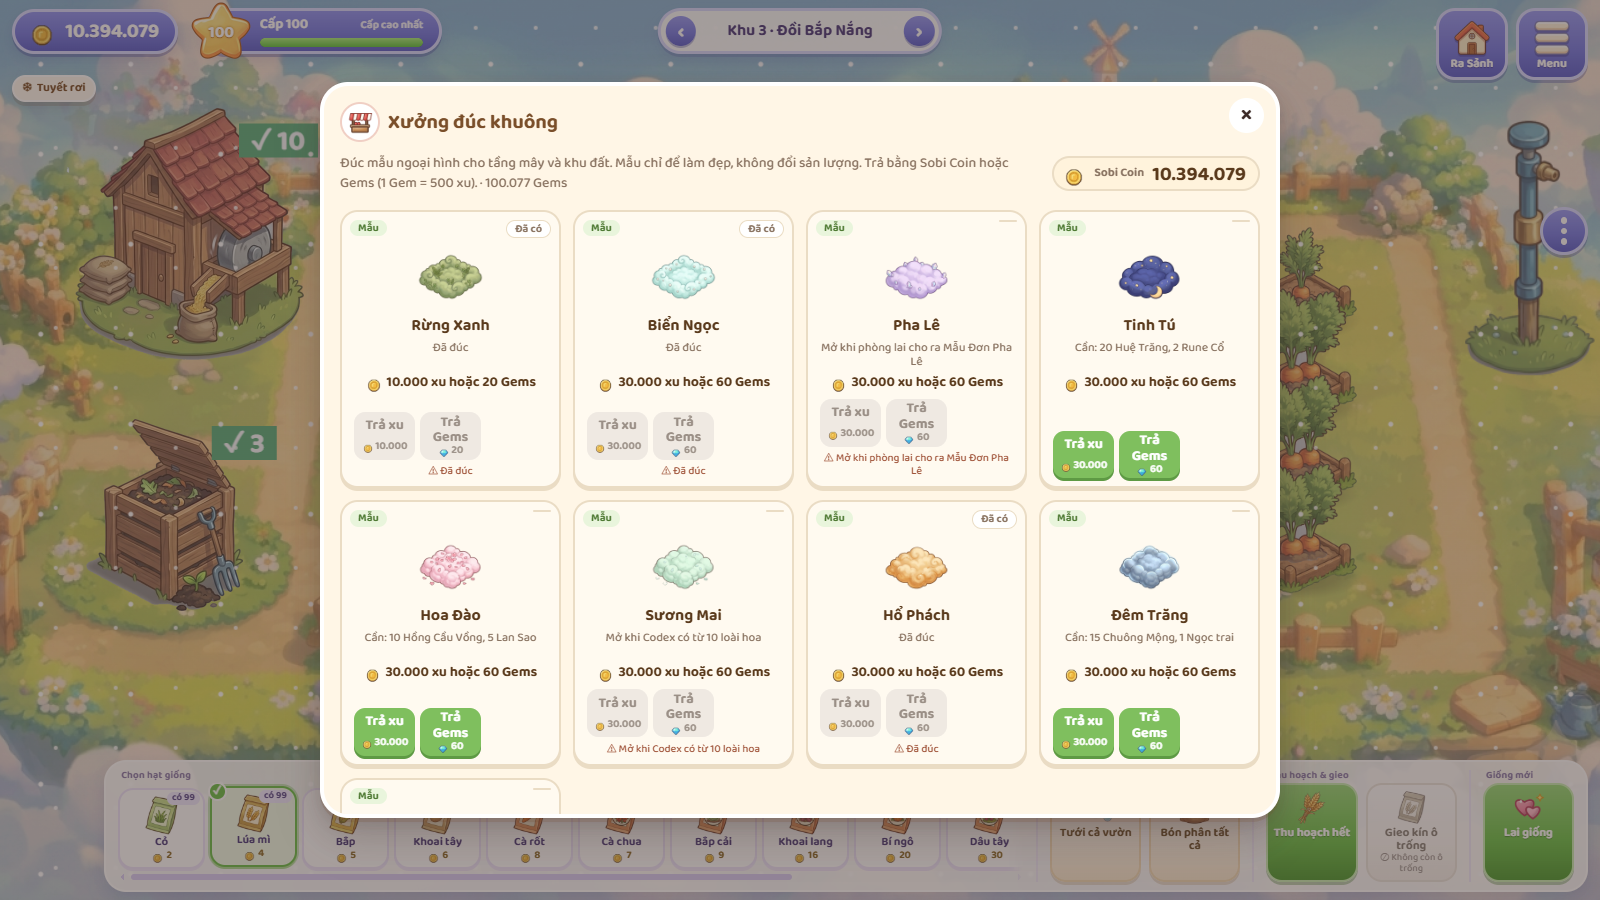 10.394.079
100
Cấp 100
Cấp cao nhất
Khu 3 · Đồi Bắp Nắng
Ra Sảnh
Menu
Tuyết rơi
10
3
Xưởng đúc khuông
Đúc mẫu ngoại hình cho tầng mây và khu đất. Mẫu chỉ để làm đẹp, không đổi sản lượng. Trả bằng Sobi Coin hoặc
Gems (1 Gem = 500 xu). · 100.077 Gems
Sobi Coin 10.394.079
Mẫu
Đã có
Rừng Xanh
Đã đúc
10.000 xu hoặc 20 Gems
Trả xu
10.000
Trả
Gems
20
⚠ Đã đúc
Mẫu
Đã có
Biển Ngọc
Đã đúc
30.000 xu hoặc 60 Gems
Trả xu
30.000
Trả
Gems
60
⚠ Đã đúc
Mẫu
Pha Lê
Mở khi phòng lai cho ra Mẫu Đơn Pha
Lê
30.000 xu hoặc 60 Gems
Trả xu
30.000
Trả
Gems
60
⚠ Mở khi phòng lai cho ra Mẫu Đơn Pha
Lê
Mẫu
Tinh Tú
Cần: 20 Huệ Trăng, 2 Rune Cổ
30.000 xu hoặc 60 Gems
Trả xu
30.000
Trả
Gems
60
Mẫu
Hoa Đào
Cần: 10 Hồng Cầu Vồng, 5 Lan Sao
30.000 xu hoặc 60 Gems
Trả xu
30.000
Trả
Gems
60
Mẫu
Sương Mai
Mở khi Codex có từ 10 loài hoa
30.000 xu hoặc 60 Gems
Trả xu
30.000
Trả
Gems
60
⚠ Mở khi Codex có từ 10 loài hoa
Mẫu
Đã có
Hổ Phách
Đã đúc
30.000 xu hoặc 60 Gems
Trả xu
30.000
Trả
Gems
60
⚠ Đã đúc
Mẫu
Đêm Trăng
Cần: 15 Chuông Mộng, 1 Ngọc trai
30.000 xu hoặc 60 Gems
Trả xu
30.000
Trả
Gems
60
Mẫu
Chọn hạt giống
có 99
Cỏ
2
có 99
Lúa mì
4
Bắp
5
Khoai tây
6
Cà rốt
8
Cà chua
7
Bắp cải
9
Khoai lang
16
Bí ngô
20
Dâu tây
30
Tưới cả vườn
Bón phân tất
cả
hu hoạch & gieo
Thu hoạch hết
Gieo kín ô
trống
Không còn ô
trống
Giống mới
Lai giống